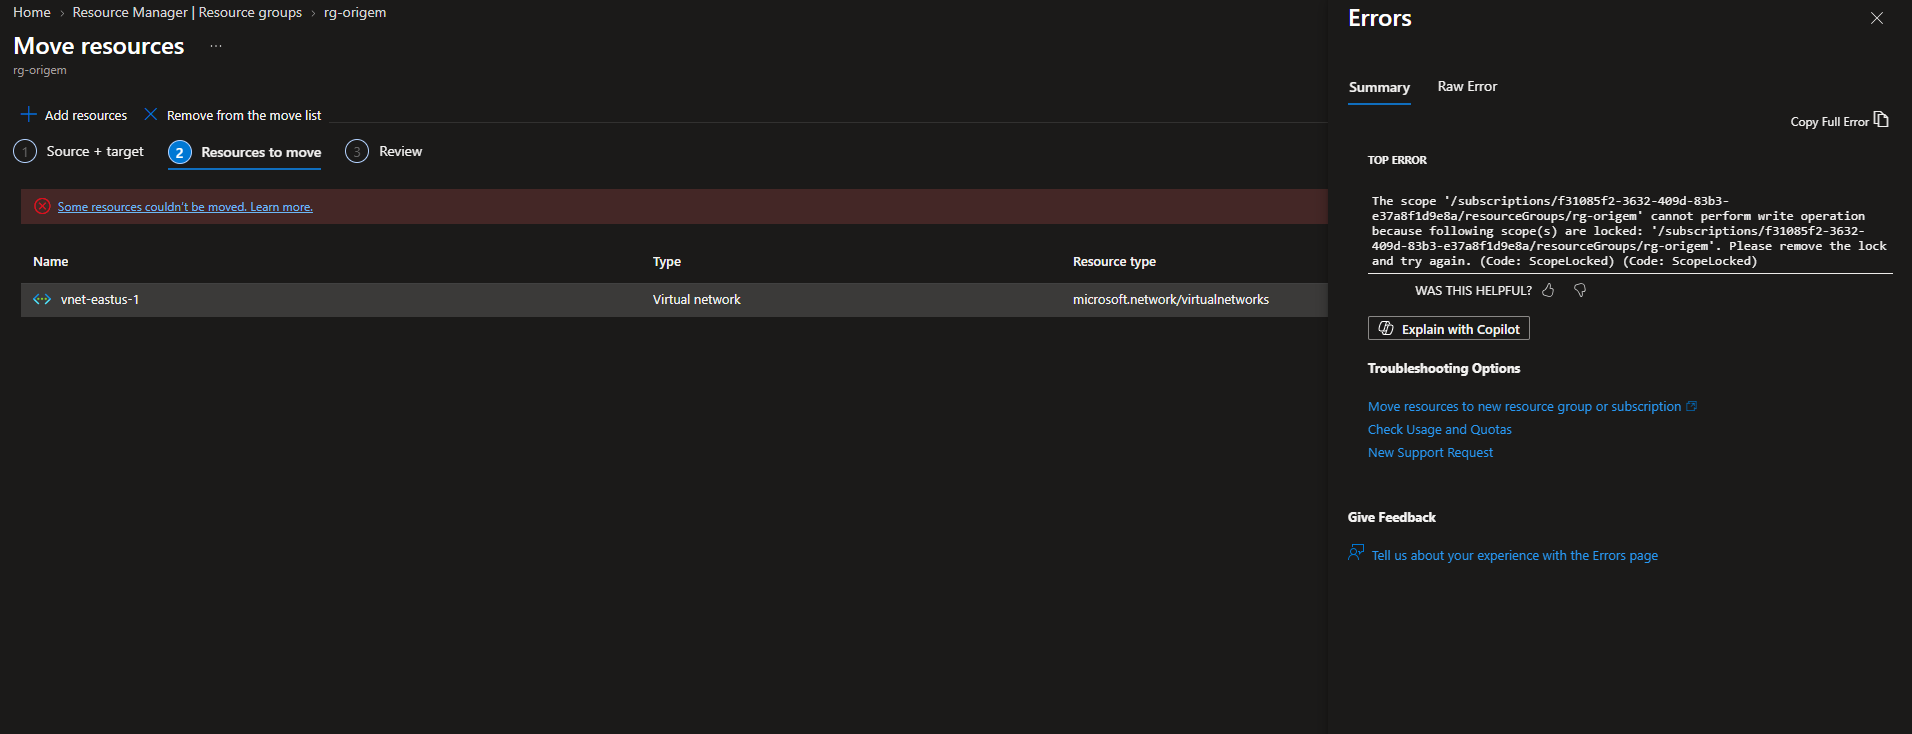 Home > Resource Manager | Resource groups > rg-origem
Move resources ...
rg-origem
Add resources Remove from the move list
1 Source + target 2 Resources to move 3 Review
Some resources couldn't be moved. Learn more.
Name Type Resource type
vnet-eastus-1 Virtual network microsoft.network/virtualnetworks
Errors
Summary Raw Error
Copy Full Error
TOP ERROR
The scope '/subscriptions/f31085f2-3632-409d-83b3-
e37a8f1d9e8a/resourceGroups/rg-origem' cannot perform write operation
because following scope(s) are locked: '/subscriptions/f31085f2-3632-
409d-83b3-e37a8f1d9e8a/resourceGroups/rg-origem'. Please remove the lock
and try again. (Code: ScopeLocked) (Code: ScopeLocked)
WAS THIS HELPFUL?
Explain with Copilot
Troubleshooting Options
Move resources to new resource group or subscription
Check Usage and Quotas
New Support Request
Give Feedback
Tell us about your experience with the Errors page